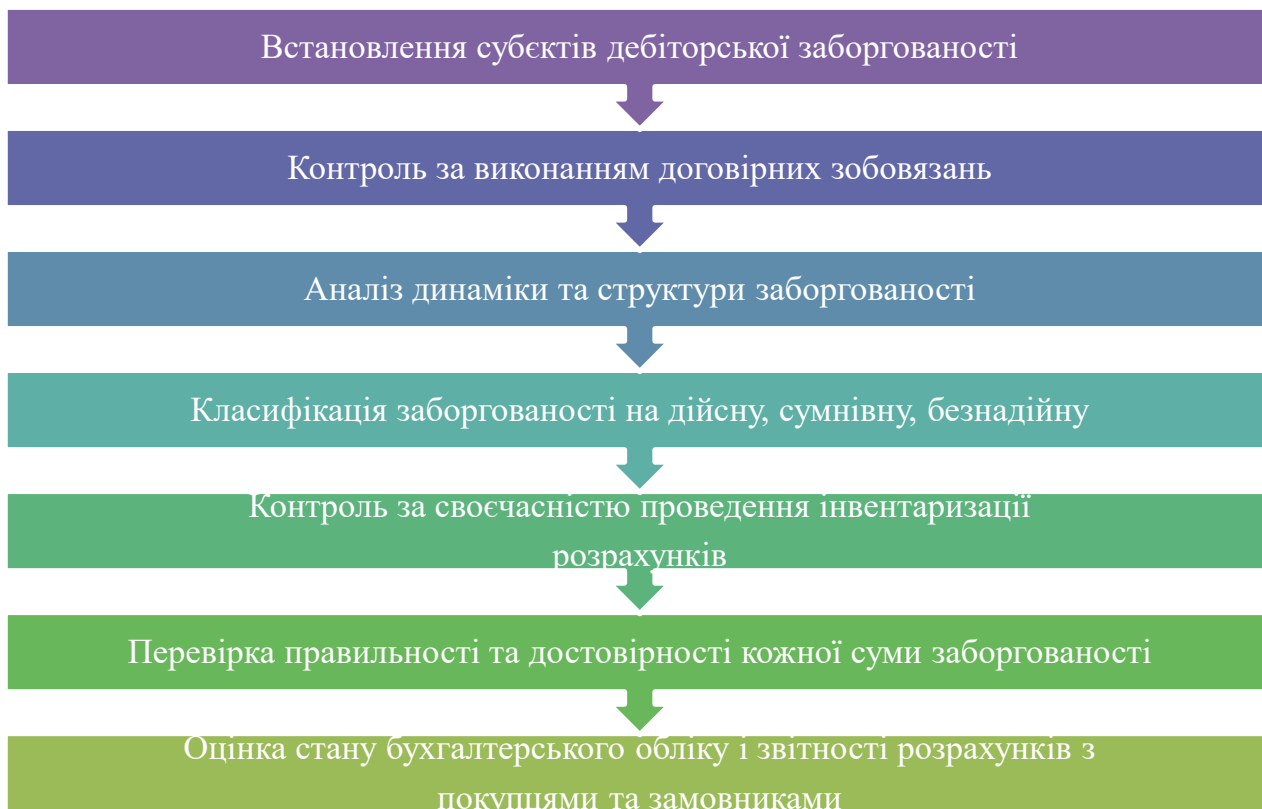 Встановлення субєктів дебіторської заборгованості
Контроль за виконанням договірних зобовязань
Аналіз динаміки та структури заборгованості
Класифікація заборгованості на дійсну, сумнівну, безнадійну
Контроль за своєчасністю проведення інвентаризації
розрахунків
Перевірка правильності та достовірності кожної суми заборгованості
Оцінка стану бухгалтерського обліку і звітності розрахунків з
покупцями та замовниками